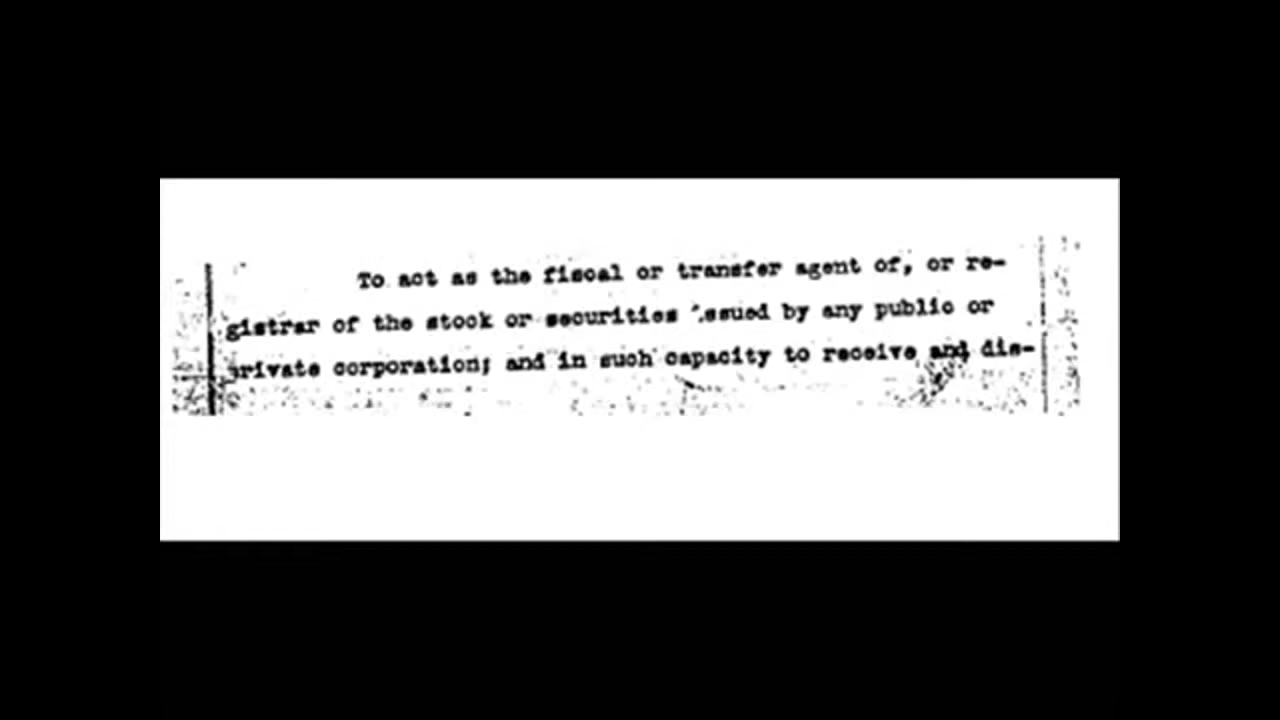 To act as the fiscal or transfer agent of, or re-
gistrar of the stock or securities issued by any public or
private corporation; and in such capacity to receive and dis-